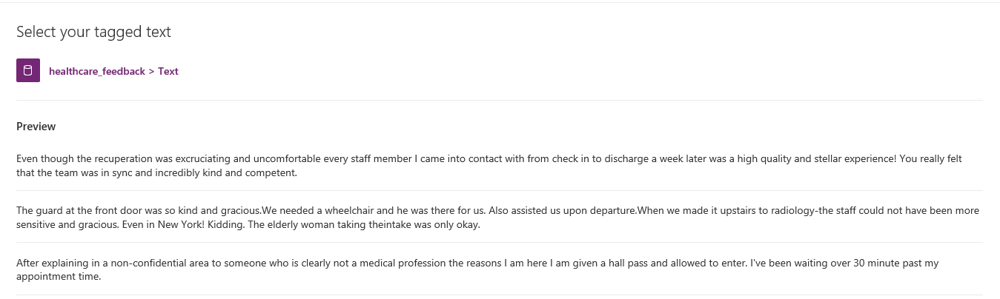 Select your tagged text
healthcare_feedback > Text
Preview
Even though the recuperation was excruciating and uncomfortable every staff member I came into contact with from check in to discharge a week later was a high quality and stellar experience! You really felt
that the team was in sync and incredibly kind and competent.
The guard at the front door was so kind and gracious.We needed a wheelchair and he was there for us. Also assisted us upon departure.When we made it upstairs to radiology-the staff could not have been more
sensitive and gracious. Even in New York! Kidding. The elderly woman taking theintake was only okay.
After explaining in a non-confidential area to someone who is clearly not a medical profession the reasons I am here I am given a hall pass and allowed to enter. I've been waiting over 30 minute past my
appointment time.